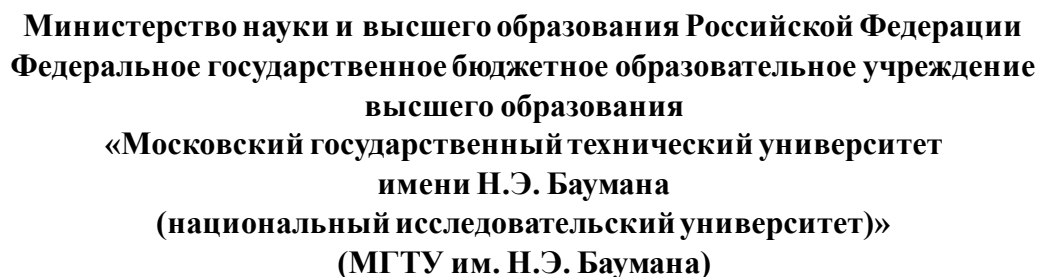 Министерство науки и высшего образования Российской Федерации
Федеральное государственное бюджетное образовательное учреждение
высшего образования
«Московский государственный технический университет
имени Н.Э. Баумана
(национальный исследовательский университет)»
(МГТУ им. Н.Э. Баумана)